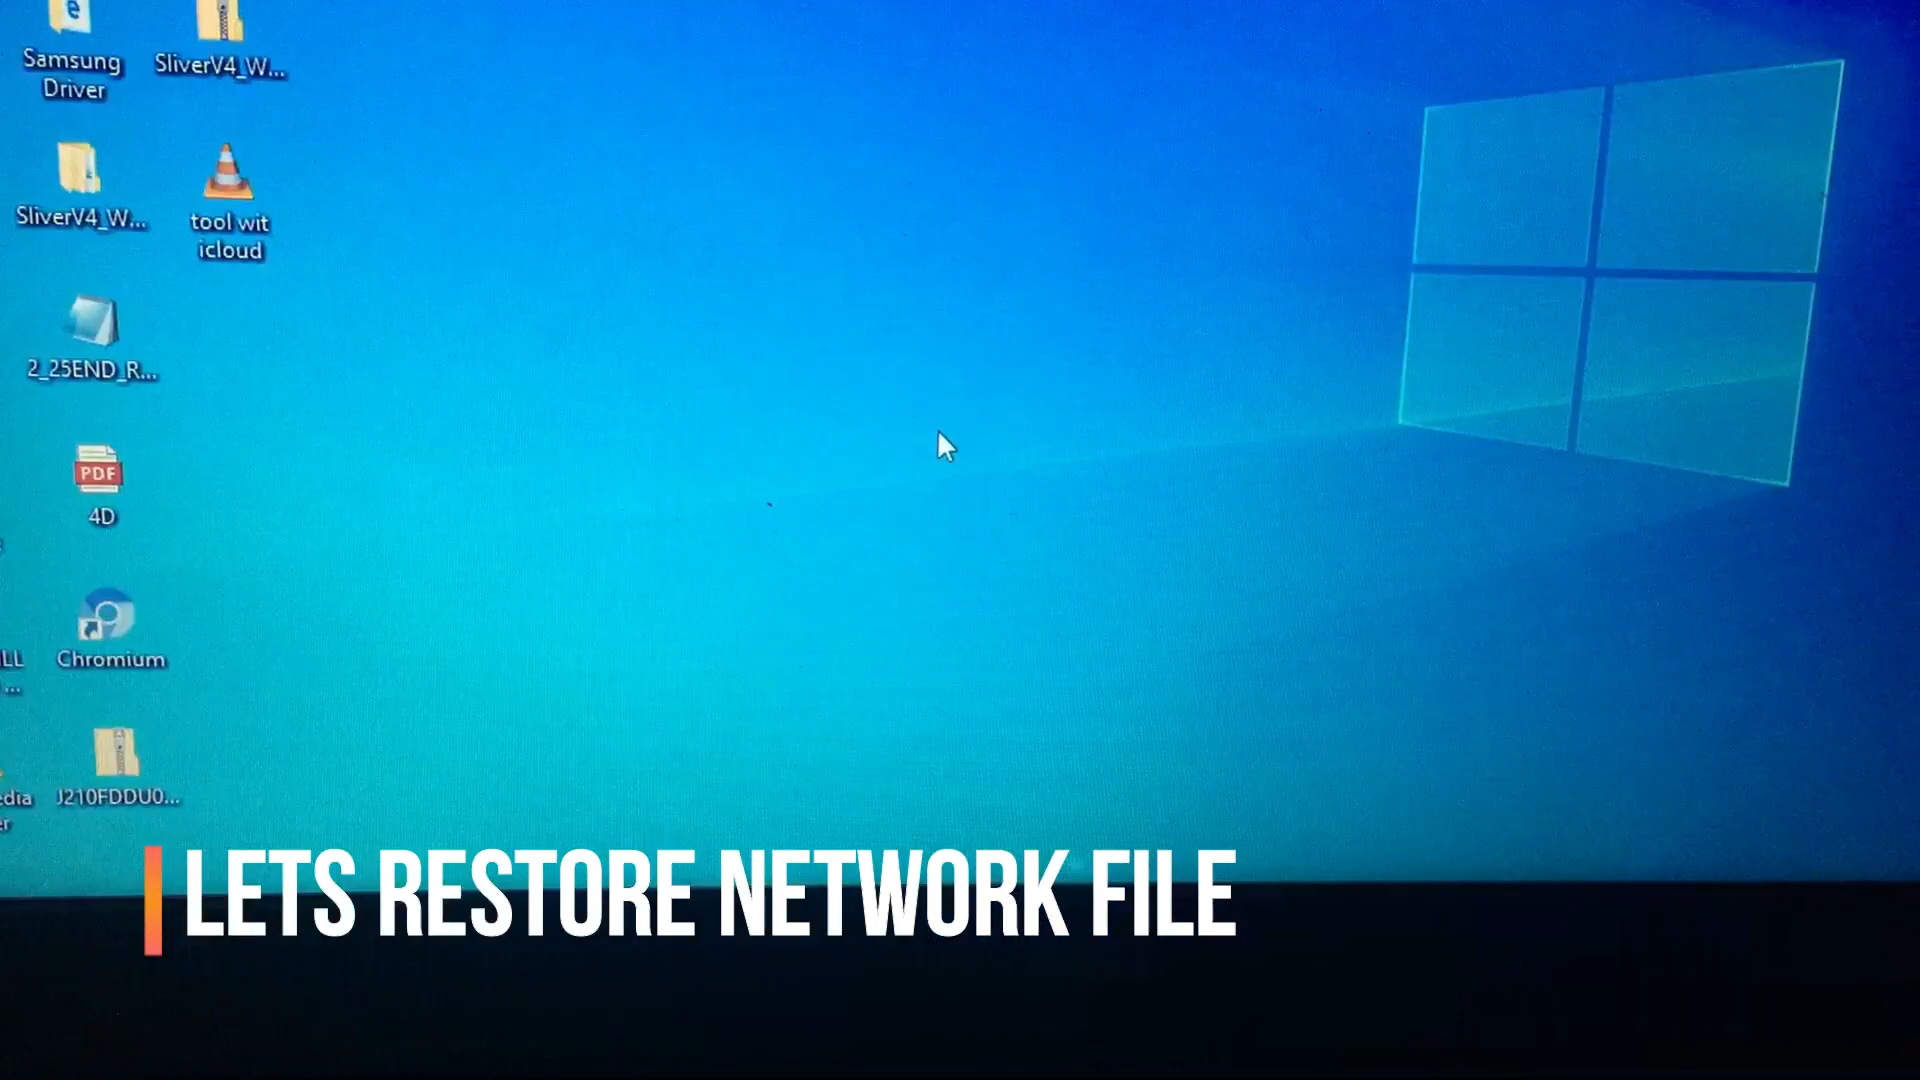 Samsung
Driver
SliverV4_W...
SliverV4_W...
tool wit
icloud
2_25END_R...
PDF
4D
Chromium
J210FDDU0...
LETS RESTORE NETWORK FILE